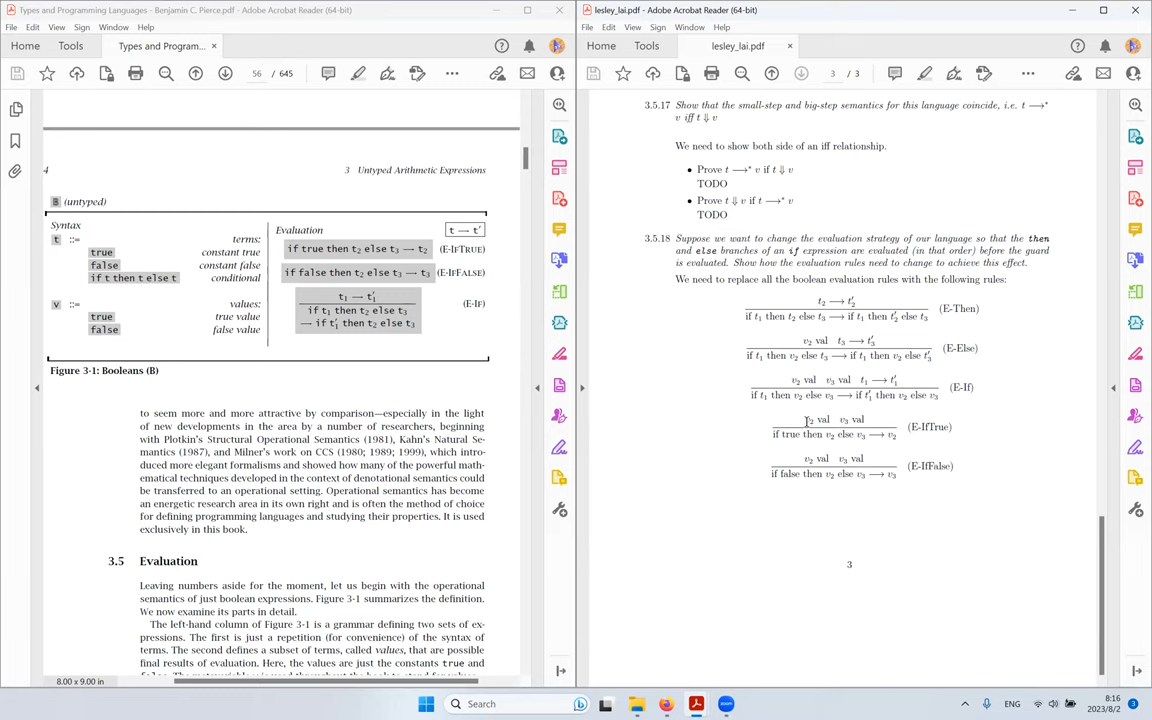 Types and Programming Languages - Benjamin C. Pierce.pdf - Adobe Acrobat Reader (64-bit)
File Edit View Sign Window Help
Home Tools Types and Program... ×
56 / 645
4 3 Untyped Arithmetic Expressions
B (untyped)
Syntax
t ::= terms:
true constant true
false constant false
if t then t else t conditional
v ::= values:
true true value
false false value
Evaluation t → t′
if true then t₂ else t₃ → t₂ (E-IfTrue)
if false then t₂ else t₃ → t₃ (E-IfFalse)
t₁ → t′₁
if t₁ then t₂ else t₃ (E-If)
→ if t′₁ then t₂ else t₃
Figure 3-1: Booleans (B)
to seem more and more attractive by comparison—especially in the light
of new developments in the area by a number of researchers, beginning
with Plotkin's Structural Operational Semantics (1981), Kahn's Natural Se-
mantics (1987), and Milner's work on CCS (1980; 1989; 1999), which intro-
duced more elegant formalisms and showed how many of the powerful math-
ematical techniques developed in the context of denotational semantics could
be transferred to an operational setting. Operational semantics has become
an energetic research area in its own right and is often the method of choice
for defining programming languages and studying their properties. It is used
exclusively in this book.
3.5 Evaluation
Leaving numbers aside for the moment, let us begin with the operational
semantics of just boolean expressions. Figure 3-1 summarizes the definition.
We now examine its parts in detail.
The left-hand column of Figure 3-1 is a grammar defining two sets of ex-
pressions. The first is just a repetition (for convenience) of the syntax of
terms. The second defines a subset of terms, called values, that are possible
final results of evaluation. Here, the values are just the constants true and
8.00 x 9.00 in
lesley_lai.pdf - Adobe Acrobat Reader (64-bit)
File Edit View Sign Window Help
Home Tools lesley_lai.pdf ×
3 / 3
3.5.17 Show that the small-step and big-step semantics for this language coincide, i.e. t ⟶*
v iff t ⇓ v
We need to show both side of an iff relationship.
• Prove t ⟶* v if t ⇓ v
TODO
• Prove t ⇓ v if t ⟶* v
TODO
3.5.18 Suppose we want to change the evaluation strategy of our language so that the then
and else branches of an if expression are evaluated (in that order) before the guard
is evaluated. Show how the evaluation rules need to change to achieve this effect.
We need to replace all the boolean evaluation rules with the following rules:
t₂ ⟶ t′₂
if t₁ then t₂ else t₃ ⟶ if t₁ then t′₂ else t₃ (E-Then)
v₂ val t₃ ⟶ t′₃
if t₁ then v₂ else t₃ ⟶ if t₁ then v₂ else t′₃ (E-Else)
v₂ val v₃ val t₁ ⟶ t′₁
if t₁ then v₂ else v₃ ⟶ if t′₁ then v₂ else v₃ (E-If)
v₂ val v₃ val
if true then v₂ else v₃ ⟶ v₂ (E-IfTrue)
v₂ val v₃ val
if false then v₂ else v₃ ⟶ v₃ (E-IfFalse)
3
Search
zoom
ENG
8:16
2023/8/2
3